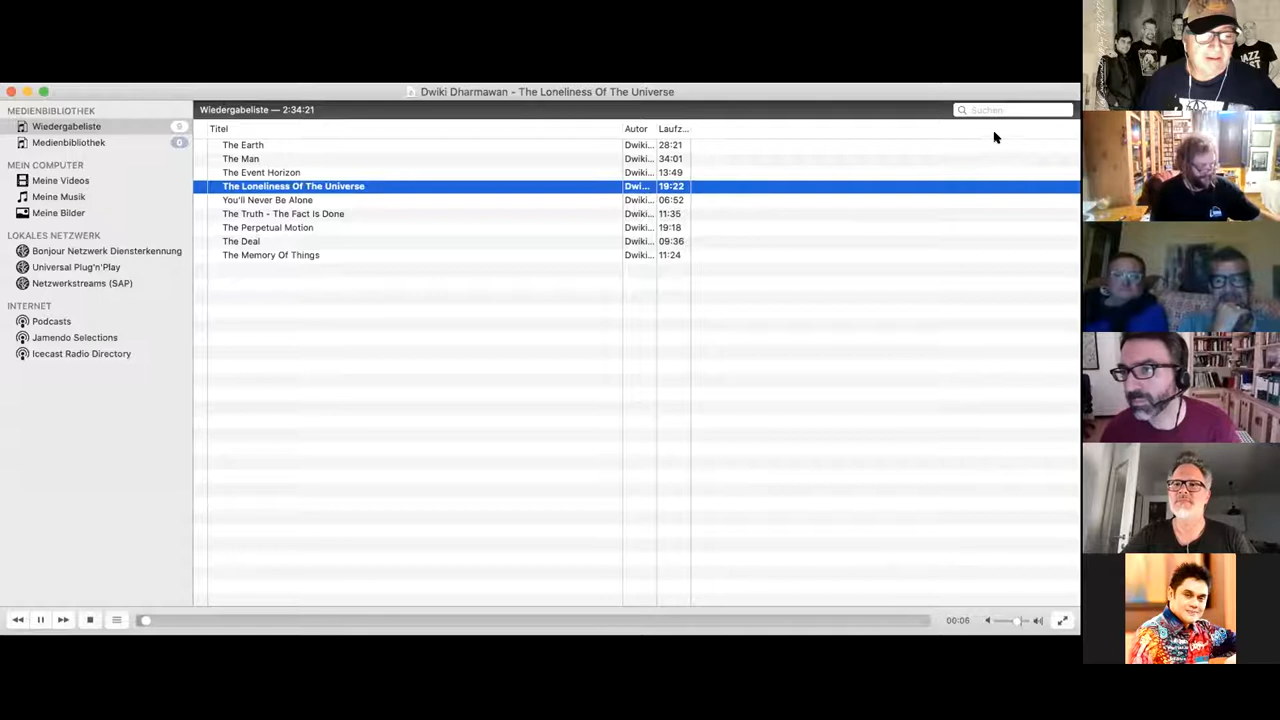 Dwiki Dharmawan - The Loneliness Of The Universe
MEDIENBIBLIOTHEK
Wiedergabeliste 9
Medienbibliothek 0
MEIN COMPUTER
Meine Videos
Meine Musik
Meine Bilder
LOKALES NETZWERK
Bonjour Netzwerk Diensterkennung
Universal Plug'n'Play
Netzwerkstreams (SAP)
INTERNET
Podcasts
Jamendo Selections
Icecast Radio Directory
Wiedergabeliste — 2:34:21
Suchen
Titel Autor Laufz...
The Earth Dwiki... 28:21
The Man Dwiki... 34:01
The Event Horizon Dwiki... 13:49
The Loneliness Of The Universe Dwi... 19:22
You'll Never Be Alone Dwiki... 06:52
The Truth - The Fact Is Done Dwiki... 11:35
The Perpetual Motion Dwiki... 19:18
The Deal Dwiki... 09:36
The Memory Of Things Dwiki... 11:24
00:06
JAZZ